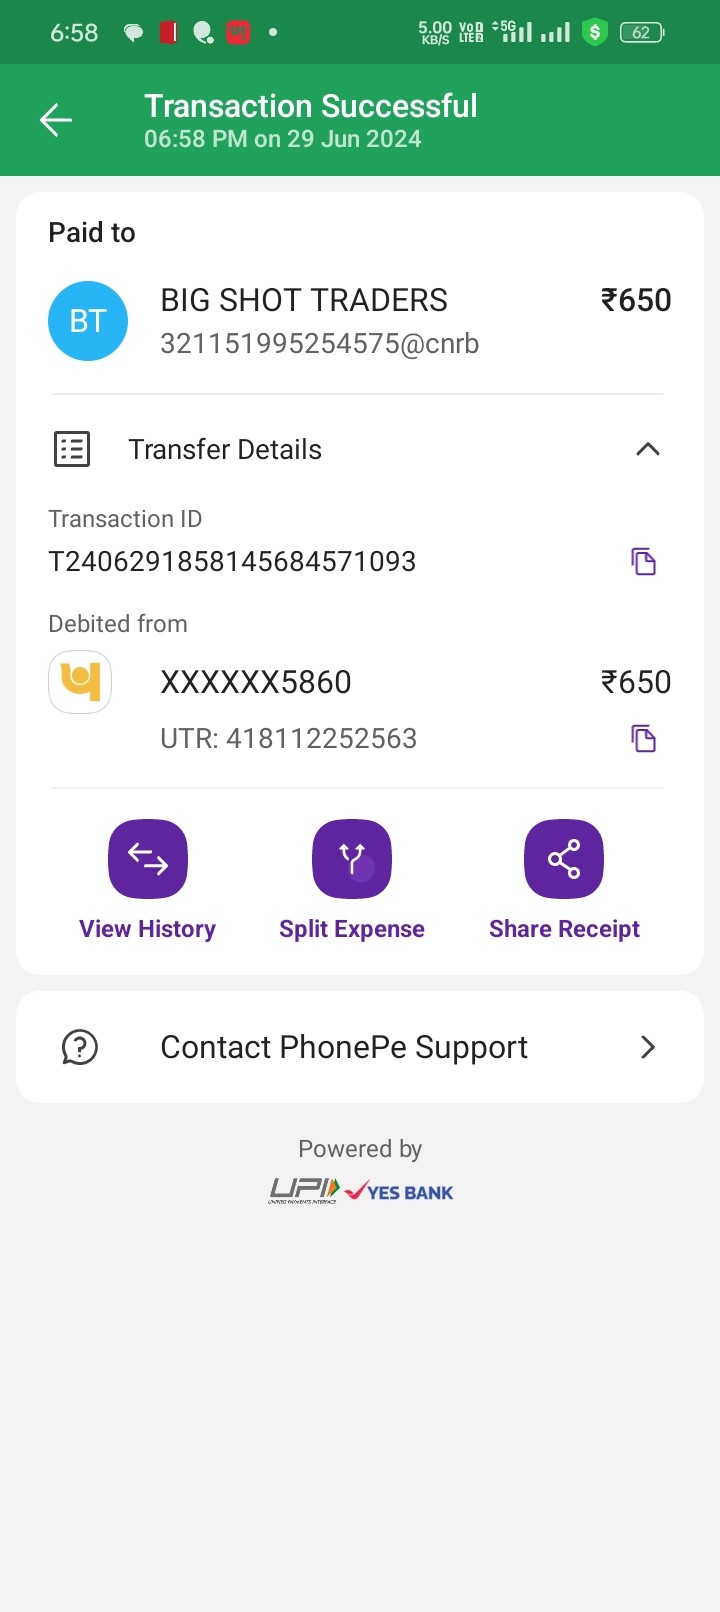 6:58
5.00 KB/S
VoD LTE2
5G
62
Transaction Successful
06:58 PM on 29 Jun 2024
Paid to
BT
BIG SHOT TRADERS ₹650
321151995254575@cnrb
Transfer Details
Transaction ID
T2406291858145684571093
Debited from
XXXXXX5860 ₹650
UTR: 418112252563
View History Split Expense Share Receipt
Contact PhonePe Support
Powered by
UPI YES BANK
UNIFIED PAYMENTS INTERFACE